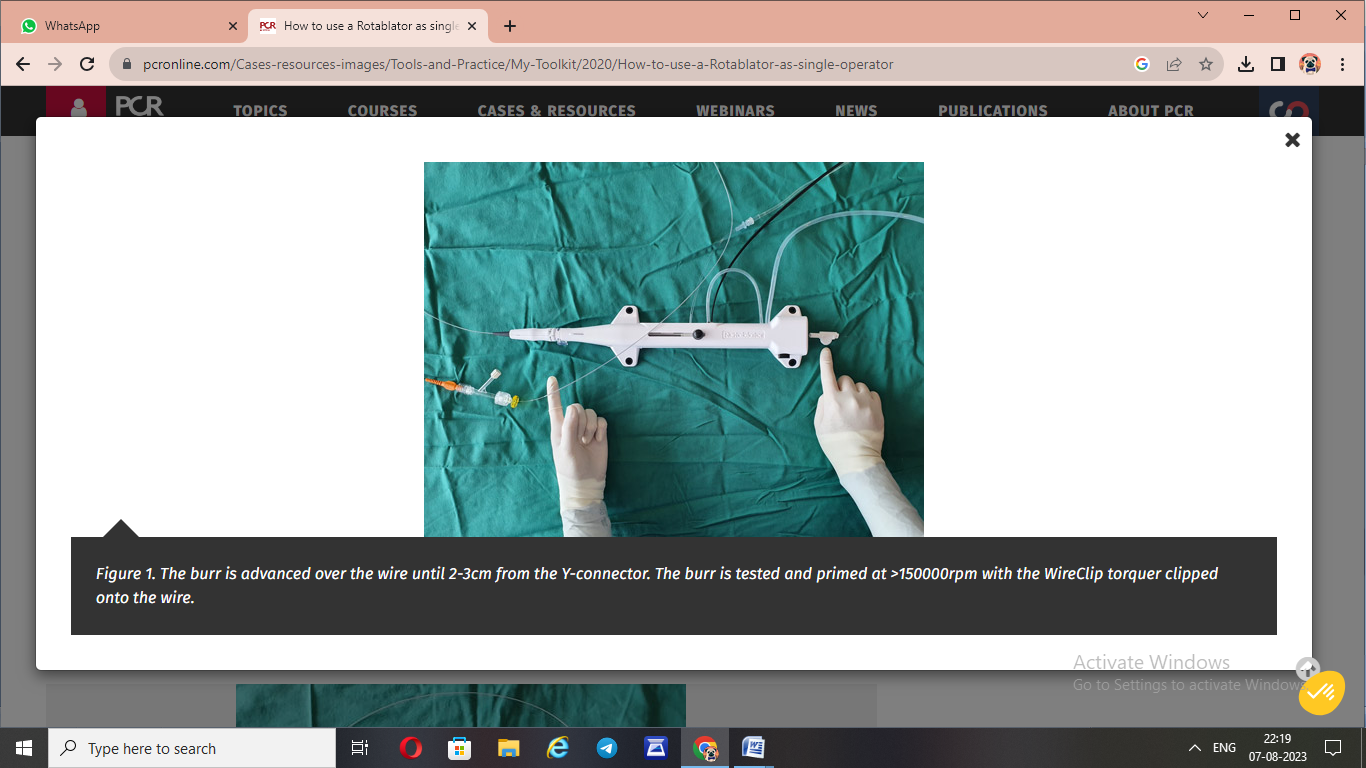 WhatsApp
PCR
How to use a Rotablator as single
pcronline.com/Cases-resources-images/Tools-and-Practice/My-Toolkit/2020/How-to-use-a-Rotablator-as-single-operator
PCR
TOPICS
COURSES
CASES & RESOURCES
WEBINARS
NEWS
PUBLICATIONS
ABOUT PCR
Figure 1. The burr is advanced over the wire until 2-3cm from the Y-connector. The burr is tested and primed at >150000rpm with the WireClip torquer clipped
onto the wire.
Activate Windows
Go to Settings to activate Windows
Type here to search
ENG
22:19
07-08-2023